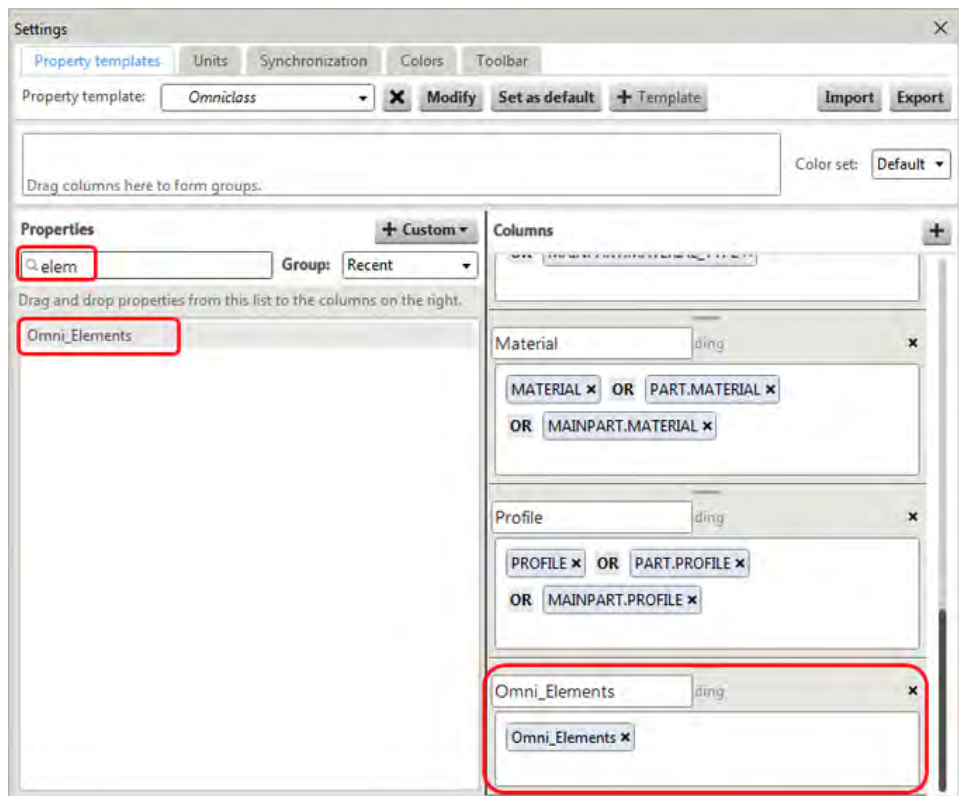 Settings
Property templates Units Synchronization Colors Toolbar
Property template: Omniclass Modify Set as default + Template Import Export
Drag columns here to form groups.
Color set: Default
Properties + Custom Columns +
elem Group: Recent
Drag and drop properties from this list to the columns on the right.
Omni_Elements
Material ding
MATERIAL × OR PART.MATERIAL ×
OR MAINPART.MATERIAL ×
Profile ding
PROFILE × OR PART.PROFILE ×
OR MAINPART.PROFILE ×
Omni_Elements ding
Omni_Elements ×